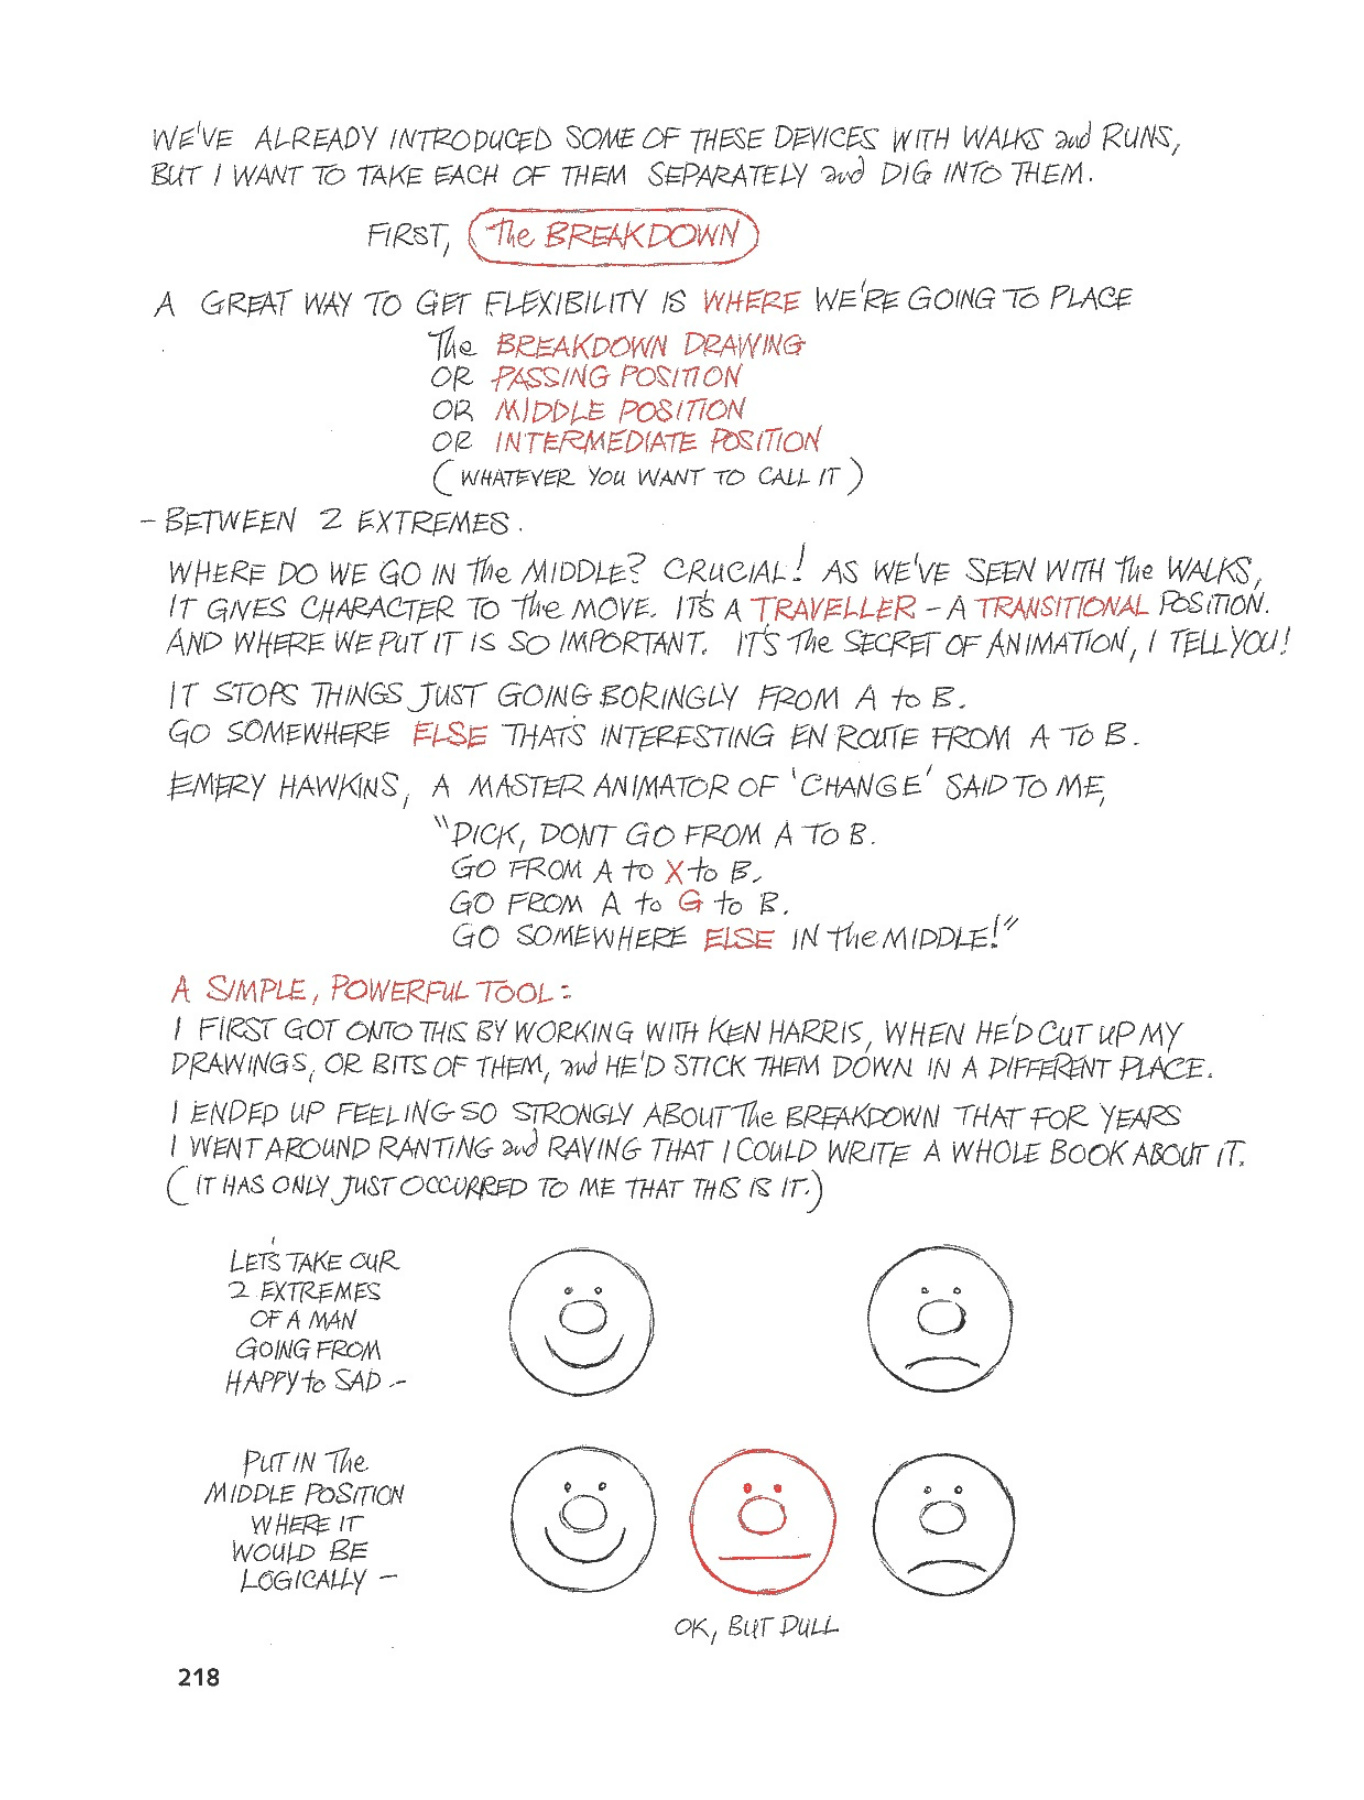 WE'VE ALREADY INTRODUCED SOME OF THESE DEVICES WITH WALKS and RUNS,
BUT I WANT TO TAKE EACH OF THEM SEPARATELY and DIG INTO THEM.
FIRST, The BREAKDOWN
A GREAT WAY TO GET FLEXIBILITY IS WHERE WE'RE GOING TO PLACE
The BREAKDOWN DRAWING
OR PASSING POSITION
OR MIDDLE POSITION
OR INTERMEDIATE POSITION
(WHATEVER YOU WANT TO CALL IT)
- BETWEEN 2 EXTREMES.
WHERE DO WE GO IN The MIDDLE? CRUCIAL! AS WE'VE SEEN WITH The WALKS,
IT GIVES CHARACTER TO The MOVE. IT'S A TRAVELLER - A TRANSITIONAL POSITION.
AND WHERE WE PUT IT IS SO IMPORTANT. IT'S The SECRET OF ANIMATION, I TELL YOU!
IT STOPS THINGS JUST GOING BORINGLY FROM A to B.
GO SOMEWHERE ELSE THAT'S INTERESTING EN ROUTE FROM A TO B.
EMERY HAWKINS, A MASTER ANIMATOR OF 'CHANGE' SAID TO ME,
"DICK, DONT GO FROM A TO B.
GO FROM A to X to B,
GO FROM A to G to B.
GO SOMEWHERE ELSE IN The MIDDLE!"
A SIMPLE, POWERFUL TOOL:
I FIRST GOT ONTO THIS BY WORKING WITH KEN HARRIS, WHEN HE'D CUT UP MY
DRAWINGS, OR BITS OF THEM, and HE'D STICK THEM DOWN IN A DIFFERENT PLACE.
I ENDED UP FEELING SO STRONGLY ABOUT The BREAKDOWN THAT FOR YEARS
I WENT AROUND RANTING and RAVING THAT I COULD WRITE A WHOLE BOOK ABOUT IT.
(IT HAS ONLY JUST OCCURRED TO ME THAT THIS IS IT.)
LET'S TAKE OUR
2 EXTREMES
OF A MAN
GOING FROM
HAPPY to SAD -
PUT IN The
MIDDLE POSITION
WHERE IT
WOULD BE
LOGICALLY -
OK, BUT DULL
218